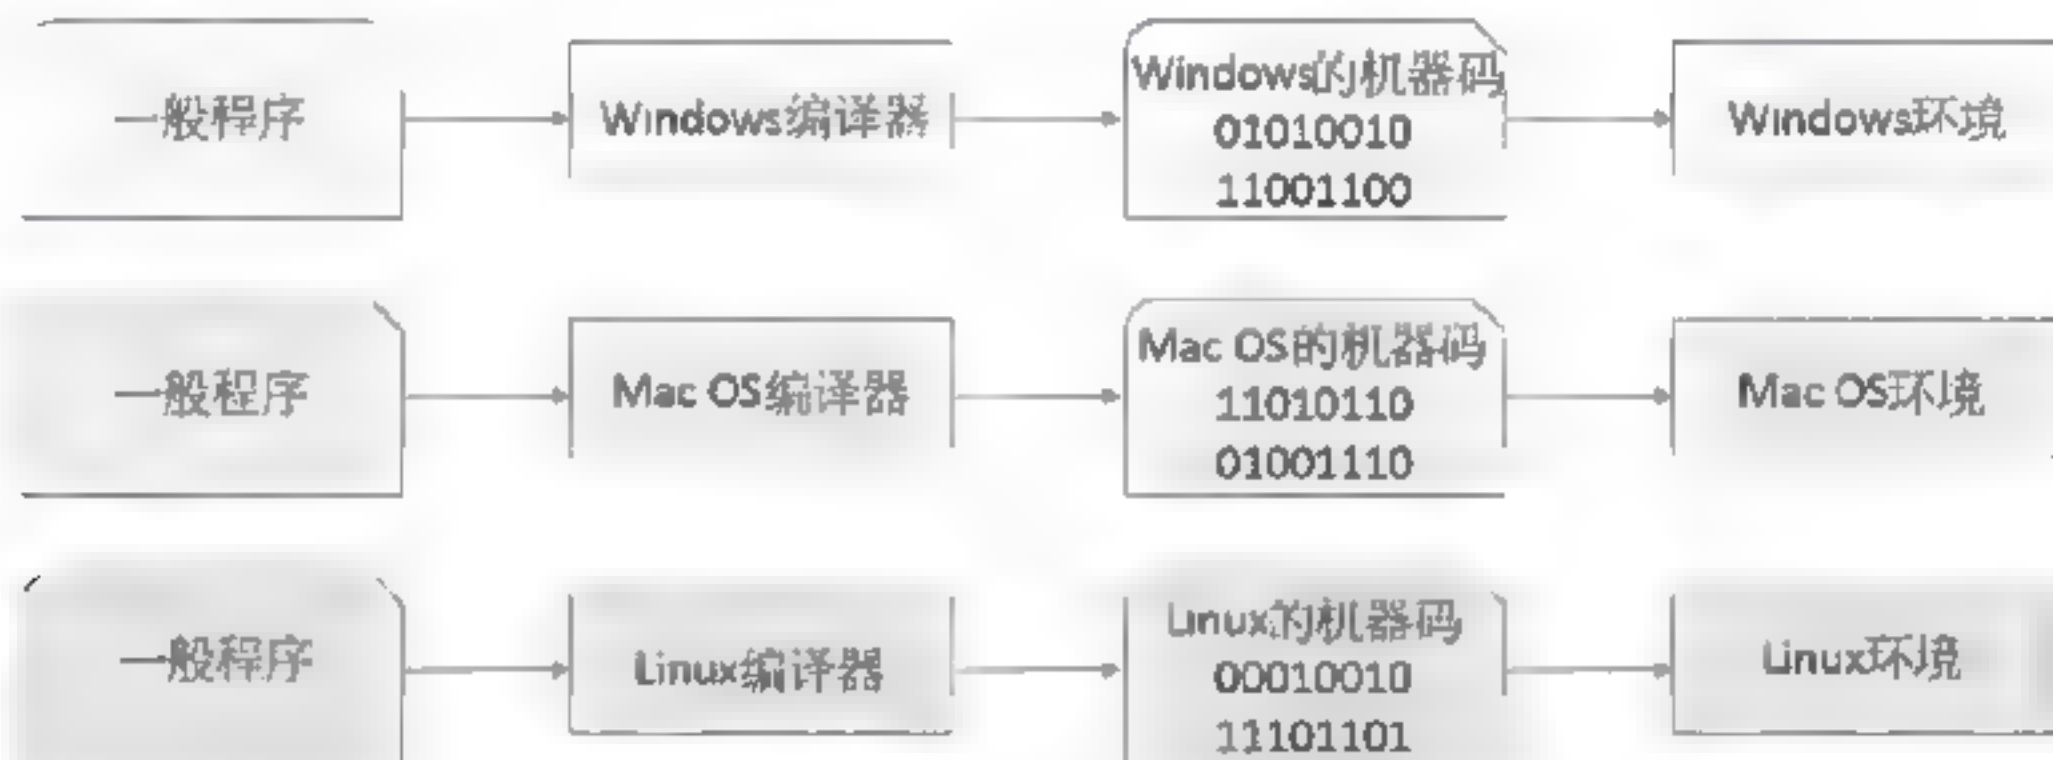 一般程序
Windows编译器
Windows的机器码
01010010
11001100
Windows环境
一般程序
Mac OS编译器
Mac OS的机器码
11010110
01001110
Mac OS环境
一般程序
Linux编译器
Linux的机器码
00010010
11101101
Linux环境